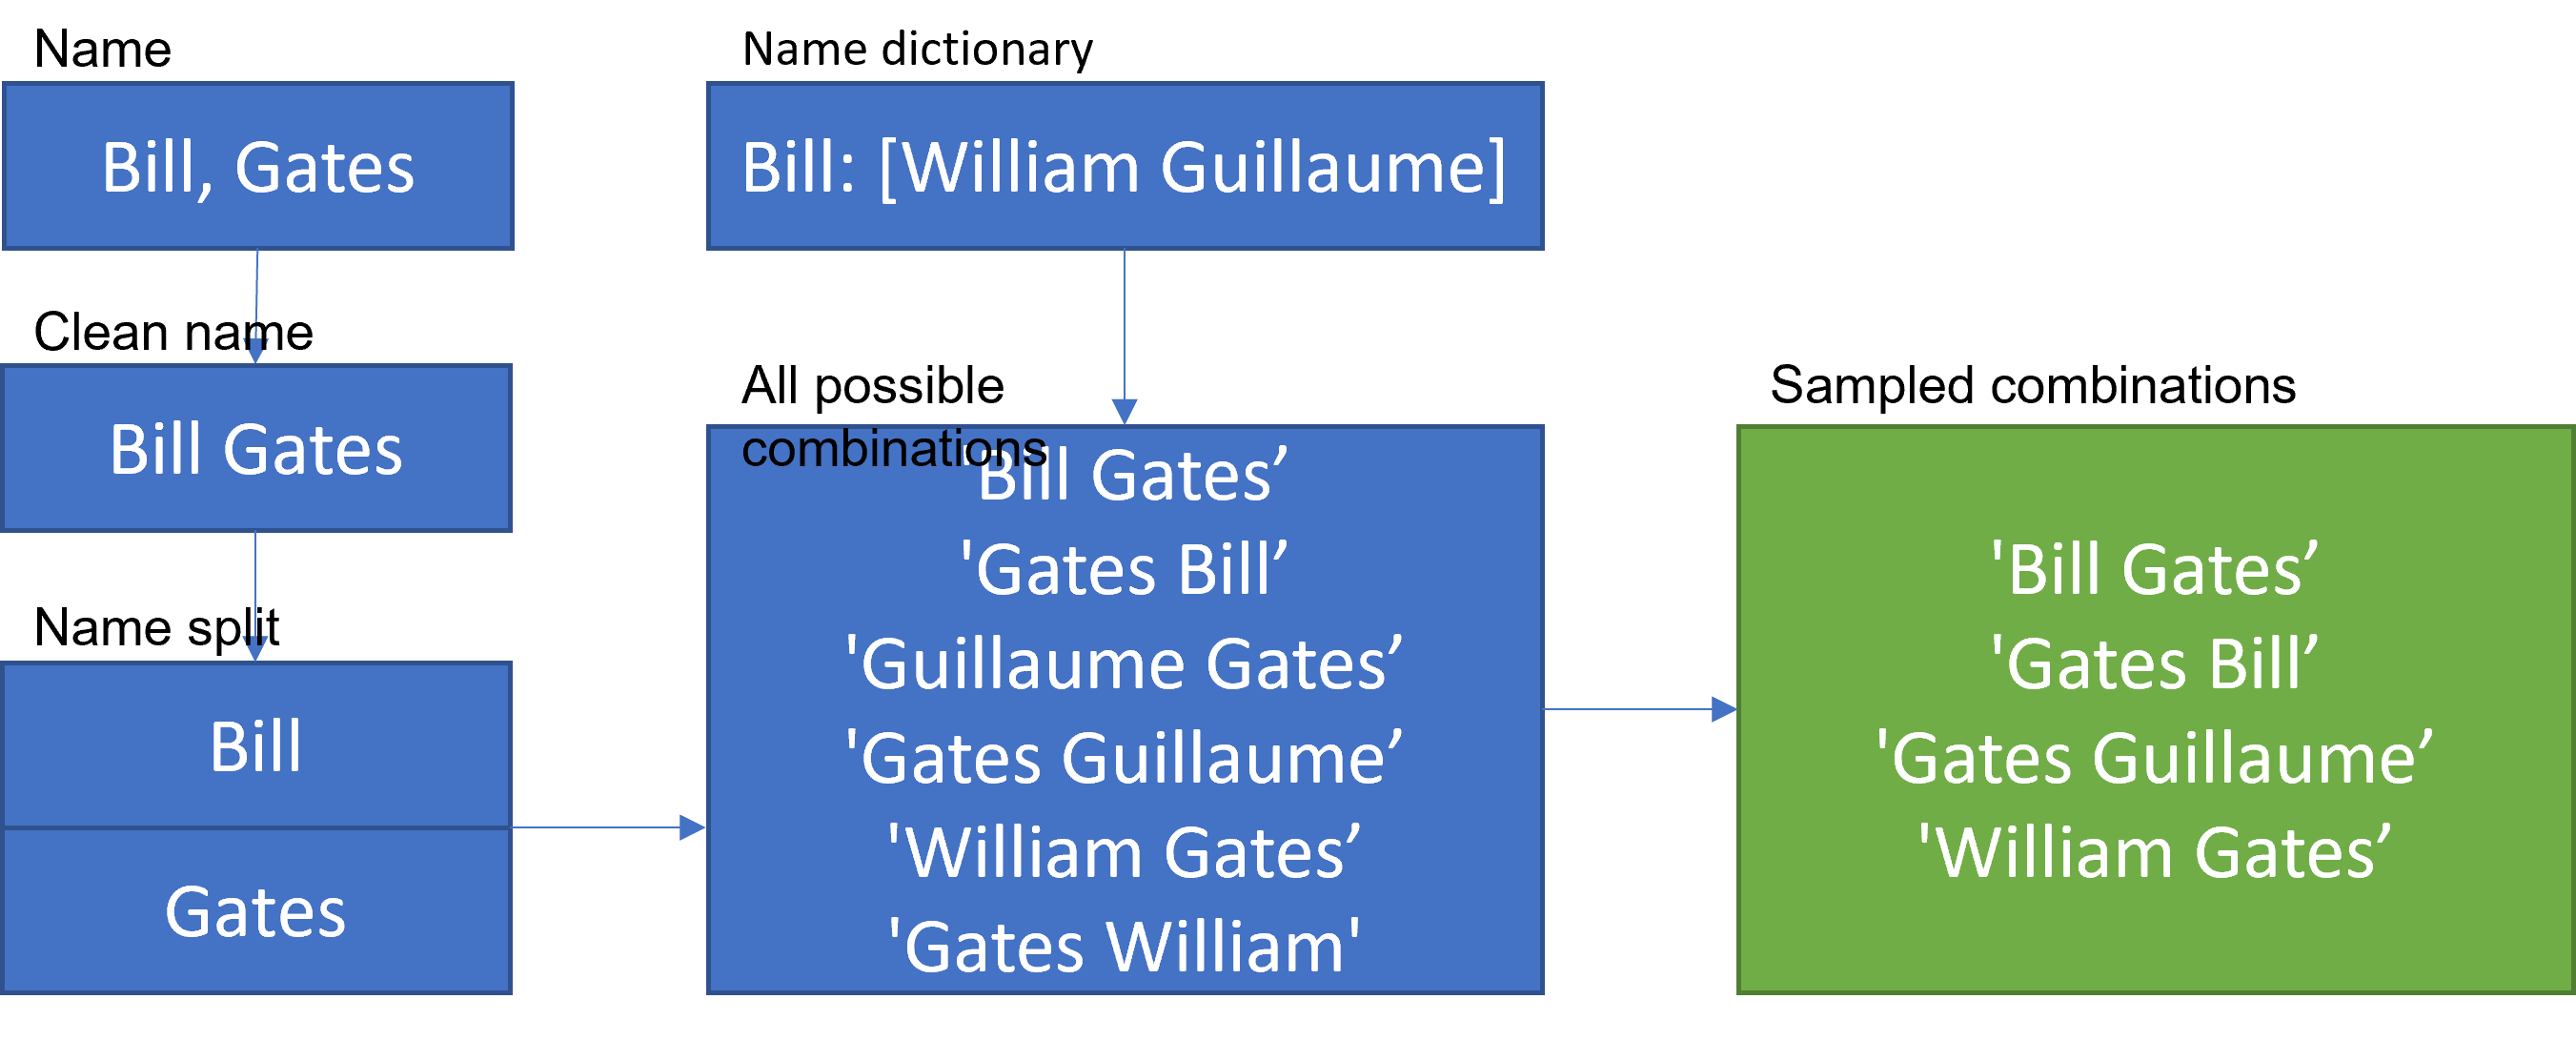 Name
Bill, Gates
Clean name
Bill Gates
Name split
Bill
Gates
Name dictionary
Bill: [William Guillaume]
All possible
combinations
'Bill Gates’
'Gates Bill’
'Guillaume Gates’
'Gates Guillaume’
'William Gates’
'Gates William'
Sampled combinations
'Bill Gates’
'Gates Bill’
'Gates Guillaume’
'William Gates’